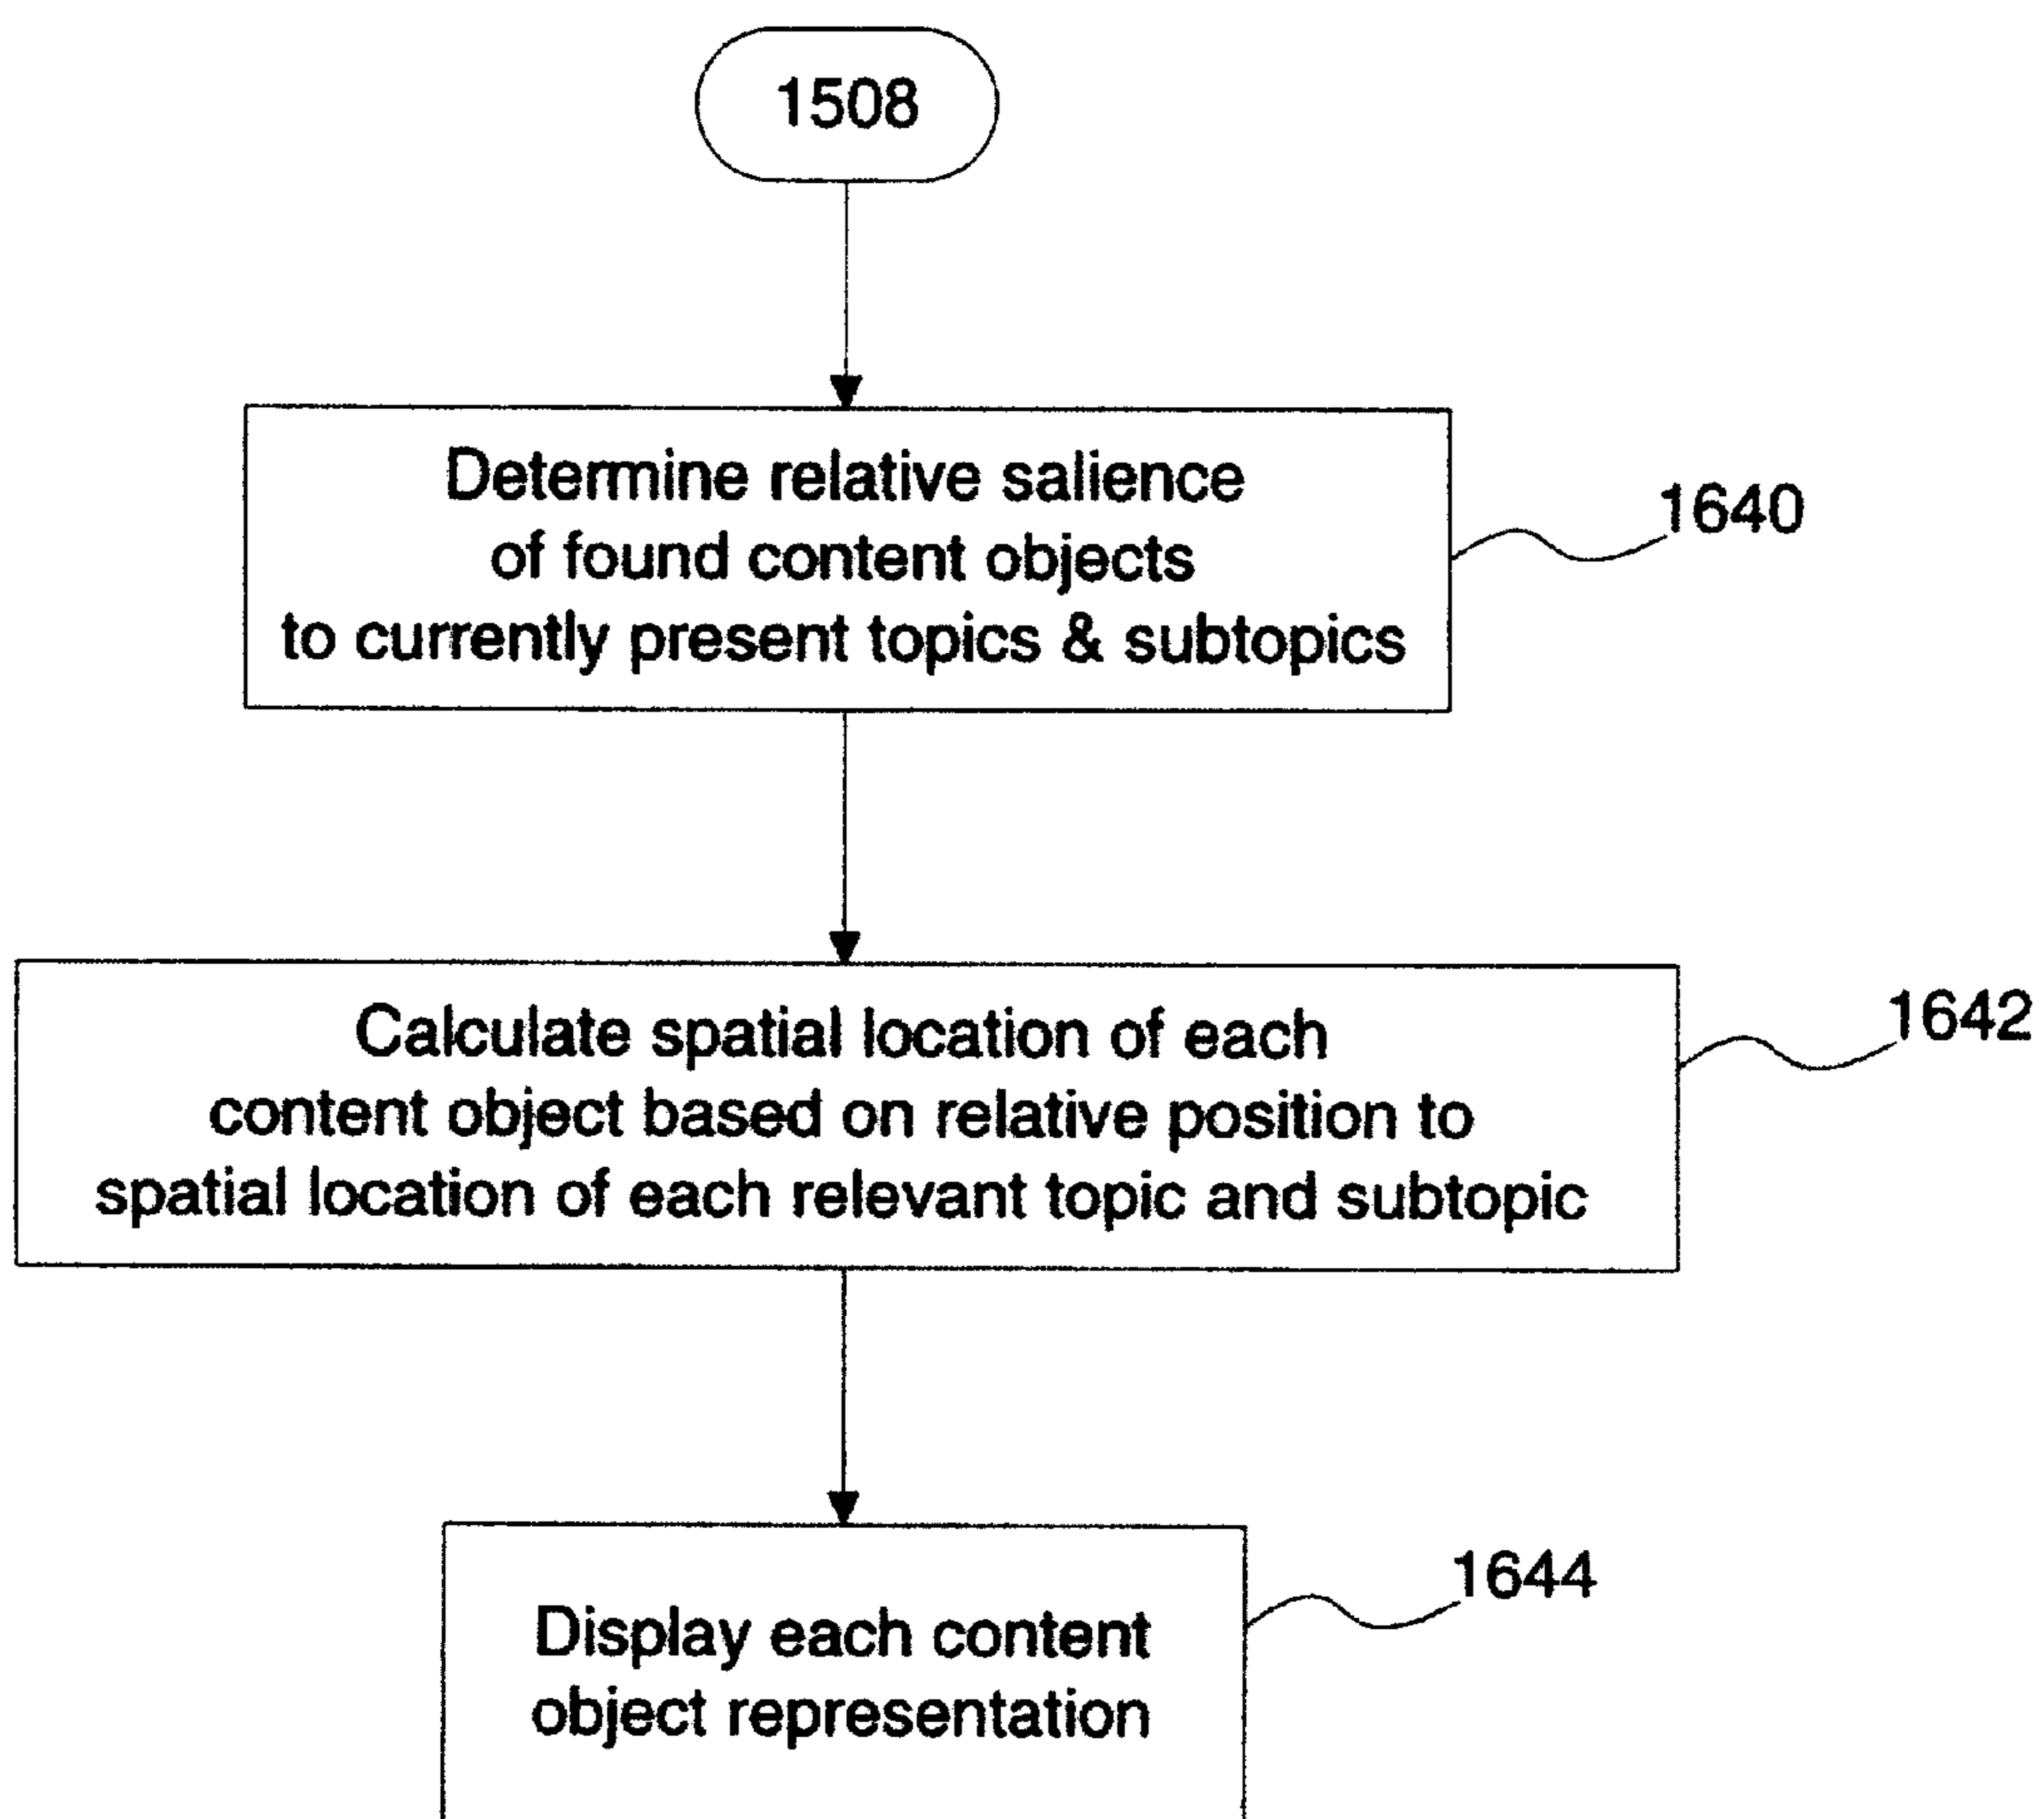 1508
Determine relative salience
of found content objects
to currently present topics & subtopics
1640
Calculate spatial location of each
content object based on relative position to
spatial location of each relevant topic and subtopic
1642
Display each content
object representation
1644